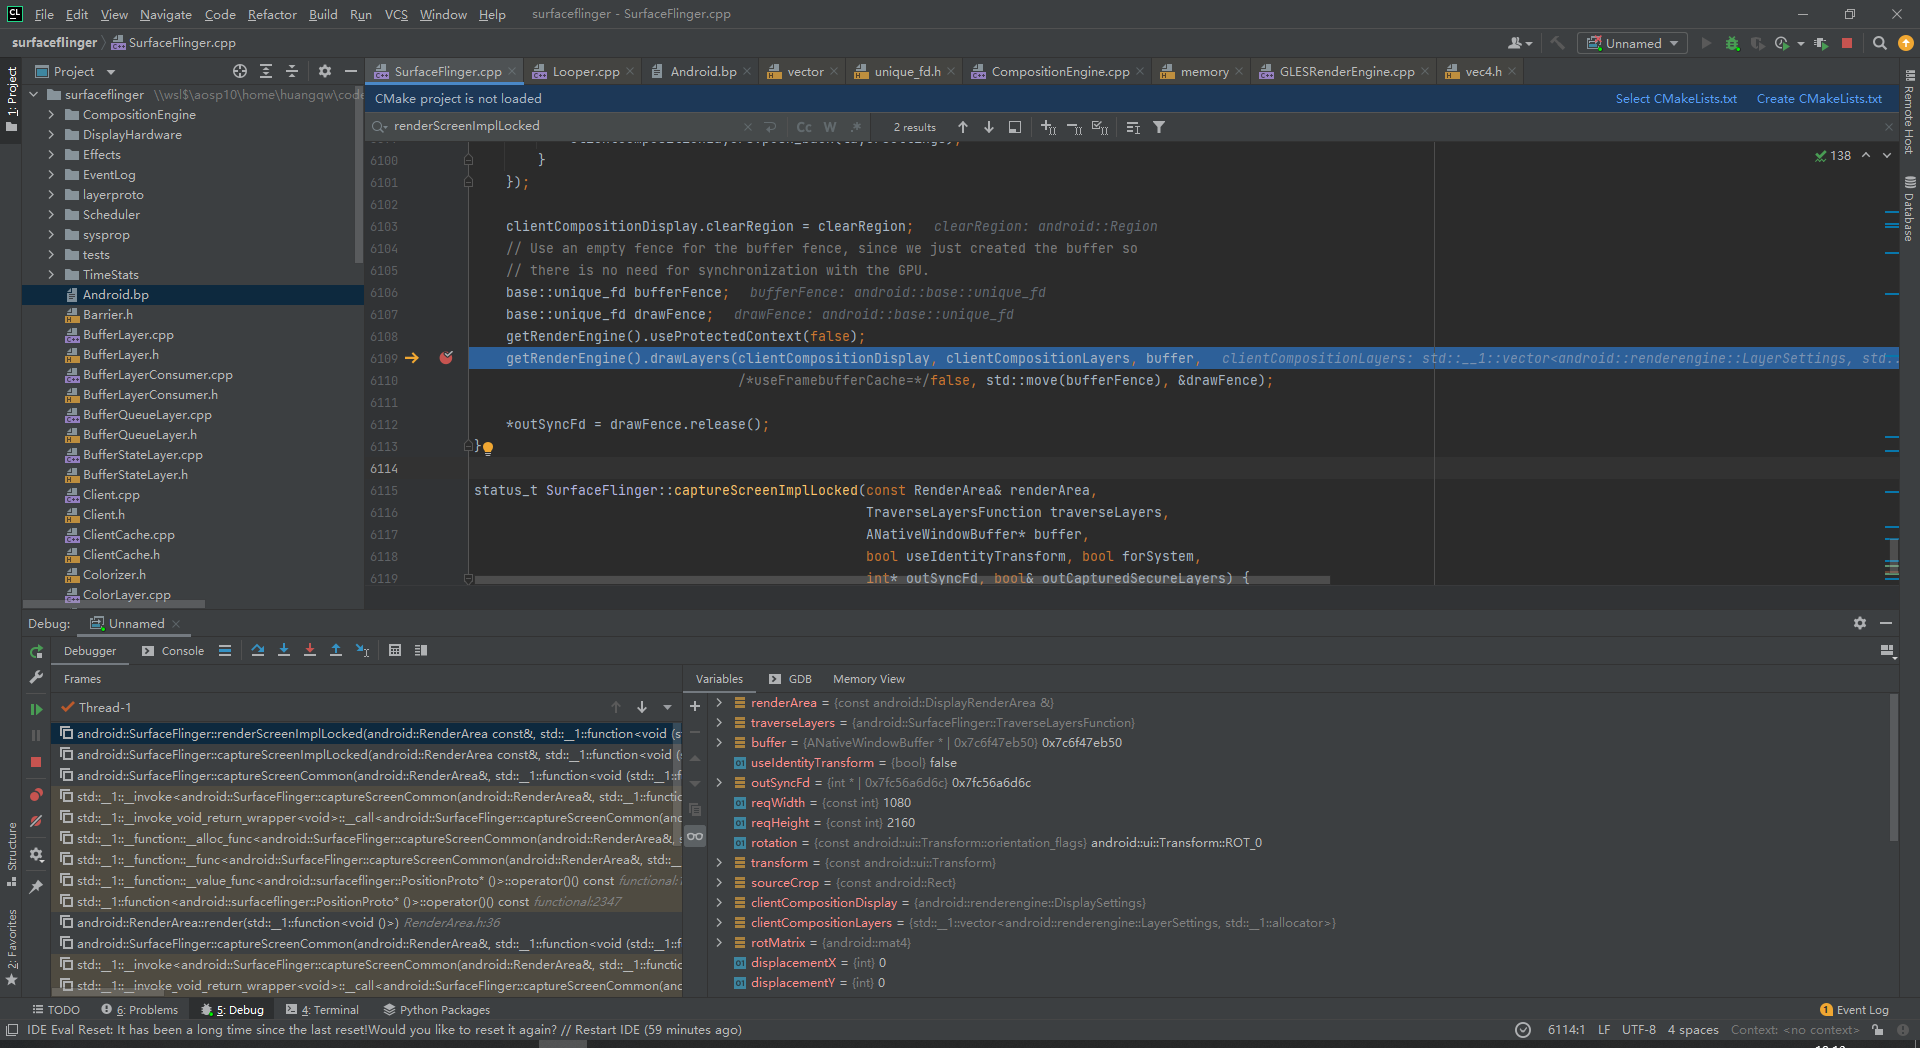 File Edit View Navigate Code Refactor Build Run VCS Window Help surfaceflinger - SurfaceFlinger.cpp
surfaceflinger SurfaceFlinger.cpp Unnamed
1: Project
Project
SurfaceFlinger.cpp Looper.cpp Android.bp vector unique_fd.h CompositionEngine.cpp memory GLESRenderEngine.cpp vec4.h
CMake project is not loaded Select CMakeLists.txt Create CMakeLists.txt
renderScreenImplLocked Cc W .* 2 results
138
surfaceflinger \\wsl$\aosp10\home\huangqw\code
CompositionEngine
DisplayHardware
Effects
EventLog
layerproto
Scheduler
sysprop
tests
TimeStats
Android.bp
Barrier.h
BufferLayer.cpp
BufferLayer.h
BufferLayerConsumer.cpp
BufferLayerConsumer.h
BufferQueueLayer.cpp
BufferQueueLayer.h
BufferStateLayer.cpp
BufferStateLayer.h
Client.cpp
Client.h
ClientCache.cpp
ClientCache.h
Colorizer.h
ColorLayer.cpp
6100 }
6101 });
6102
6103 clientCompositionDisplay.clearRegion = clearRegion; clearRegion: android::Region
6104 // Use an empty fence for the buffer fence, since we just created the buffer so
6105 // there is no need for synchronization with the GPU.
6106 base::unique_fd bufferFence; bufferFence: android::base::unique_fd
6107 base::unique_fd drawFence; drawFence: android::base::unique_fd
6108 getRenderEngine().useProtectedContext(false);
6109 getRenderEngine().drawLayers(clientCompositionDisplay, clientCompositionLayers, buffer, clientCompositionLayers: std::__1::vector<android::renderengine::LayerSettings, std..
6110 /*useFramebufferCache=*/false, std::move(bufferFence), &drawFence);
6111
6112 *outSyncFd = drawFence.release();
6113 }
6114
6115 status_t SurfaceFlinger::captureScreenImplLocked(const RenderArea& renderArea,
6116 TraverseLayersFunction traverseLayers,
6117 ANativeWindowBuffer* buffer,
6118 bool useIdentityTransform, bool forSystem,
6119 int* outSyncFd, bool& outCapturedSecureLayers) {
Remote Host
Database
Debug: Unnamed
Debugger Console
Frames
Thread-1
android::SurfaceFlinger::renderScreenImplLocked(android::RenderArea const&, std::__1::function<void (s
android::SurfaceFlinger::captureScreenImplLocked(android::RenderArea const&, std::__1::function<void (
android::SurfaceFlinger::captureScreenCommon(android::RenderArea&, std::__1::function<void (std::__1::f
std::__1::__invoke<android::SurfaceFlinger::captureScreenCommon(android::RenderArea&, std::__1::functio
std::__1::__invoke_void_return_wrapper<void>::__call<android::SurfaceFlinger::captureScreenCommon(anc
std::__1::__function::__alloc_func<android::SurfaceFlinger::captureScreenCommon(android::RenderArea&,
std::__1::__function::__func<android::SurfaceFlinger::captureScreenCommon(android::RenderArea&, std::__
std::__1::__function::__value_func<android::surfaceflinger::PositionProto* ()>::operator()() const functional:
std::__1::function<android::surfaceflinger::PositionProto* ()>::operator()() const functional:2347
android::RenderArea::render(std::__1::function<void ()>) RenderArea.h:36
android::SurfaceFlinger::captureScreenCommon(android::RenderArea&, std::__1::function<void (std::__1::f
std::__1::__invoke<android::SurfaceFlinger::captureScreenCommon(android::RenderArea&, std::__1::functio
std::__1::__invoke_void_return_wrapper<void>::__call<android::SurfaceFlinger::captureScreenCommon(anc
Variables GDB Memory View
renderArea = {const android::DisplayRenderArea &}
traverseLayers = {android::SurfaceFlinger::TraverseLayersFunction}
buffer = {ANativeWindowBuffer * | 0x7c6f47eb50} 0x7c6f47eb50
useIdentityTransform = {bool} false
outSyncFd = {int * | 0x7fc56a6d6c} 0x7fc56a6d6c
reqWidth = {const int} 1080
reqHeight = {const int} 2160
rotation = {const android::ui::Transform::orientation_flags} android::ui::Transform::ROT_0
transform = {const android::ui::Transform}
sourceCrop = {const android::Rect}
clientCompositionDisplay = {android::renderengine::DisplaySettings}
clientCompositionLayers = {std::__1::vector<android::renderengine::LayerSettings, std::__1::allocator>}
rotMatrix = {android::mat4}
displacementX = {int} 0
displacementY = {int} 0
Structure
2: Favorites
TODO 6: Problems 5: Debug 4: Terminal Python Packages 1 Event Log
IDE Eval Reset: It has been a long time since the last reset!Would you like to reset it again? // Restart IDE (59 minutes ago) 6114:1 LF UTF-8 4 spaces Context: <no context>